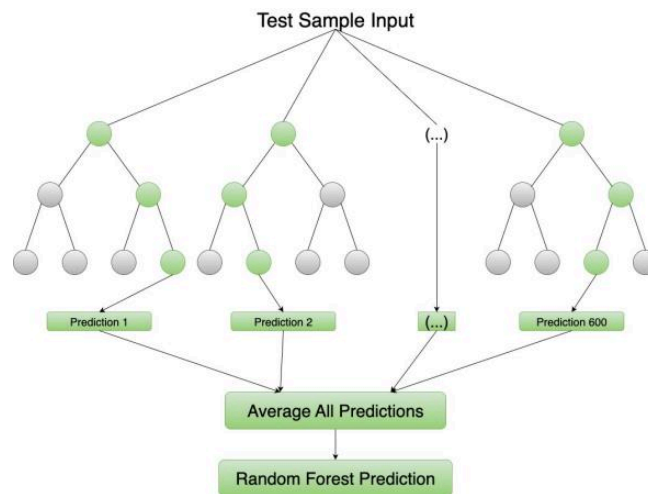 Test Sample Input
(...)
Prediction 1
Prediction 2
(...)
Prediction 600
Average All Predictions
Random Forest Prediction